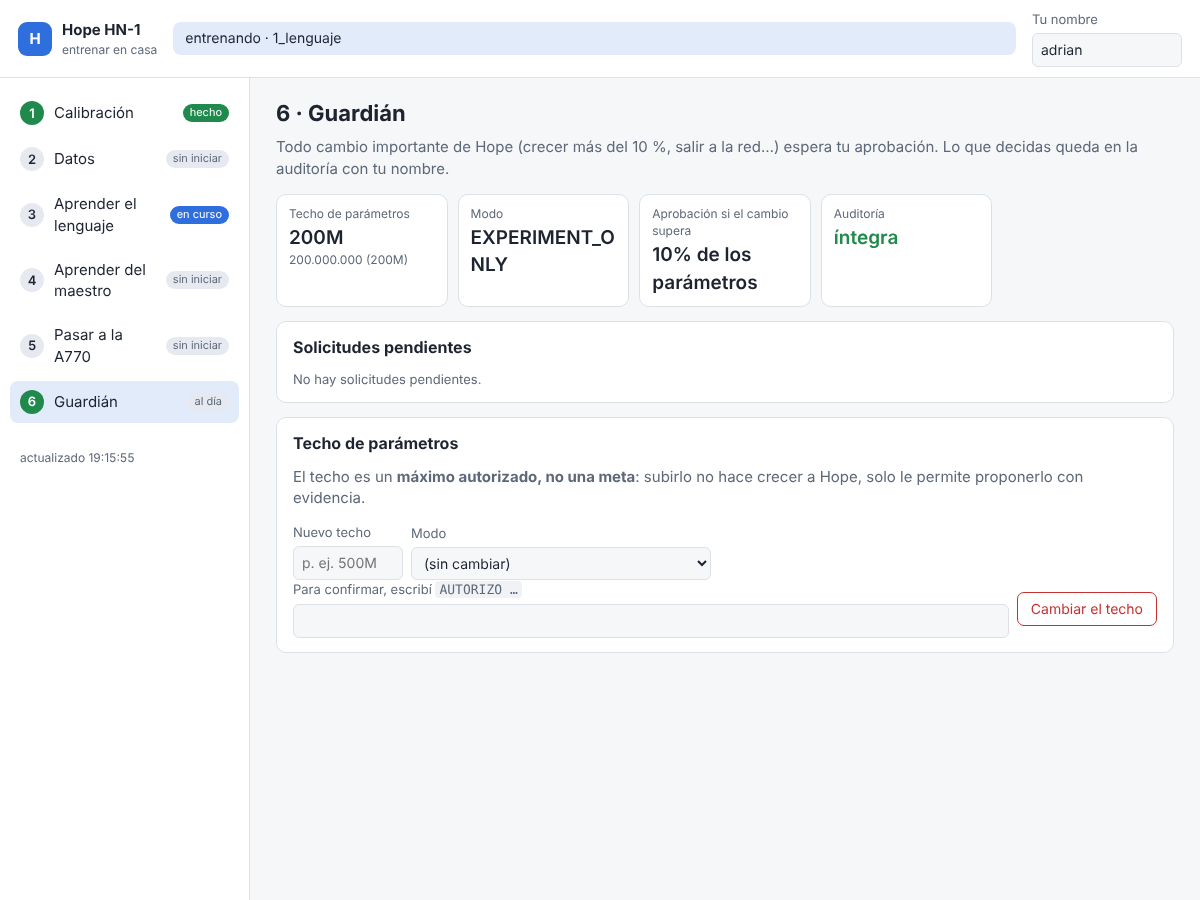 H
Hope HN-1
entrenar en casa
entrenando · 1_lenguaje
Tu nombre
adrian
1 Calibración hecho
2 Datos sin iniciar
3 Aprender el lenguaje en curso
4 Aprender del maestro sin iniciar
5 Pasar a la A770 sin iniciar
6 Guardián al día
actualizado 19:15:55
6 · Guardián
Todo cambio importante de Hope (crecer más del 10 %, salir a la red...) espera tu aprobación. Lo que decidas queda en la
auditoría con tu nombre.
Techo de parámetros
200M
200.000.000 (200M)
Modo
EXPERIMENT_O
NLY
Aprobación si el cambio
supera
10% de los
parámetros
Auditoría
íntegra
Solicitudes pendientes
No hay solicitudes pendientes.
Techo de parámetros
El techo es un máximo autorizado, no una meta: subirlo no hace crecer a Hope, solo le permite proponerlo con
evidencia.
Nuevo techo
p. ej. 500M
Modo
(sin cambiar)
Para confirmar, escribí AUTORIZO …
Cambiar el techo